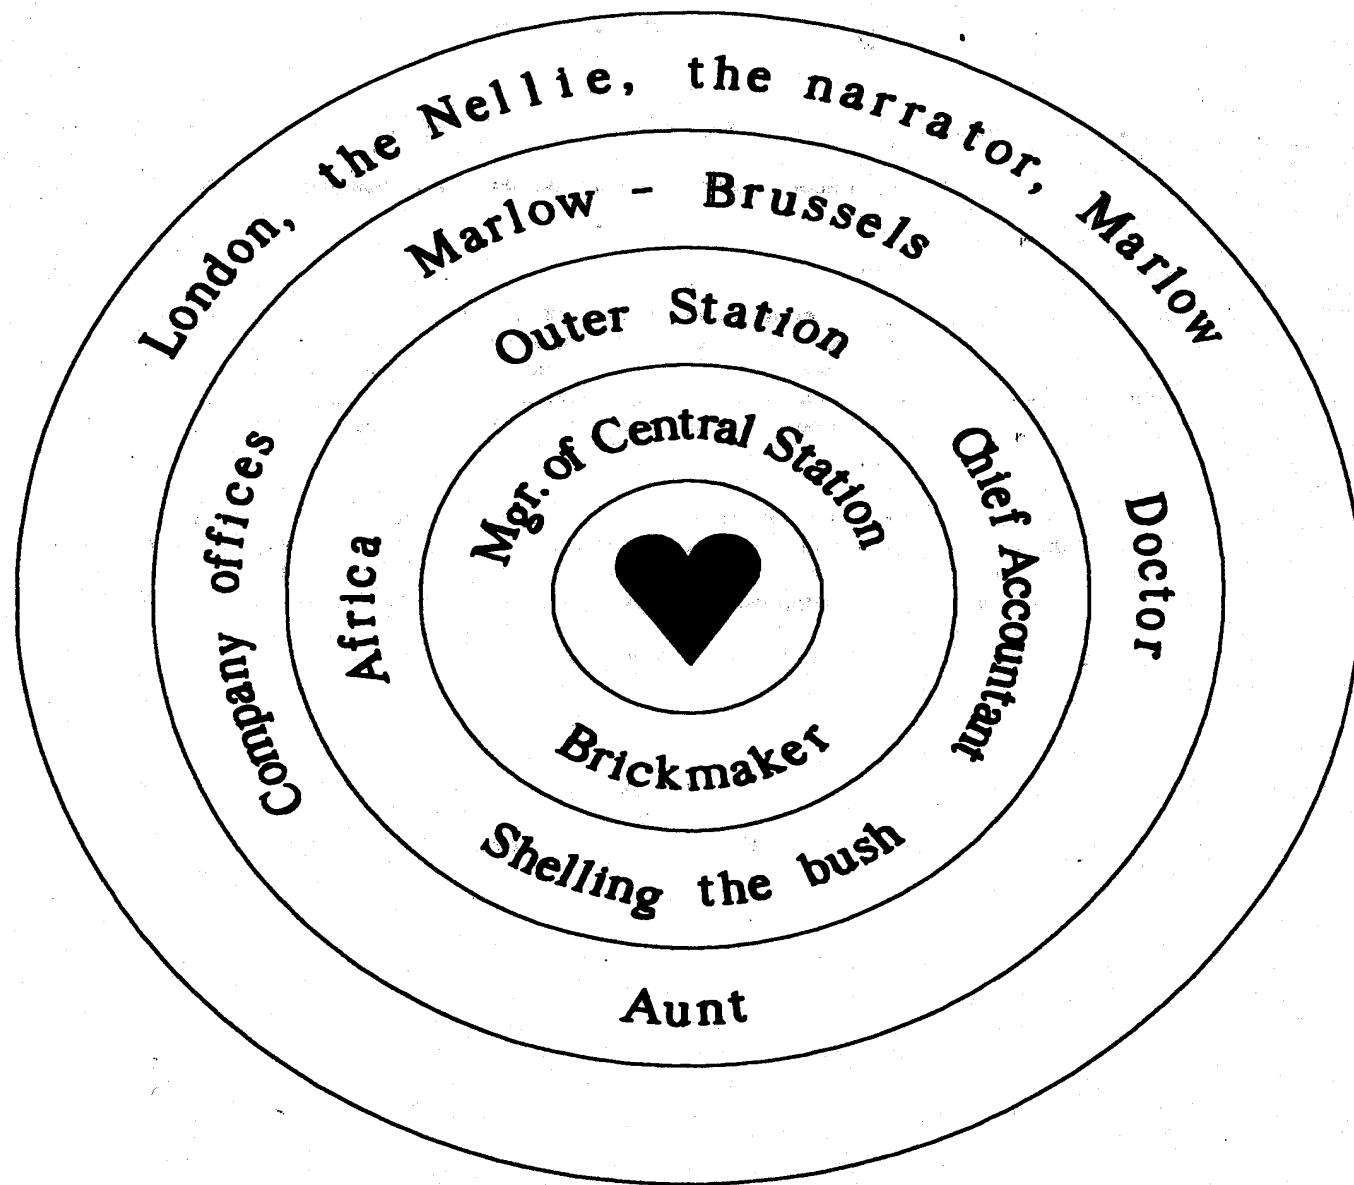 London, the Nellie, the narrator, Marlow
Marlow - Brussels
Company offices
Doctor
Aunt
Outer Station
Africa
Chief Accountant
Shelling the bush
Mgr. of Central Station
Brickmaker